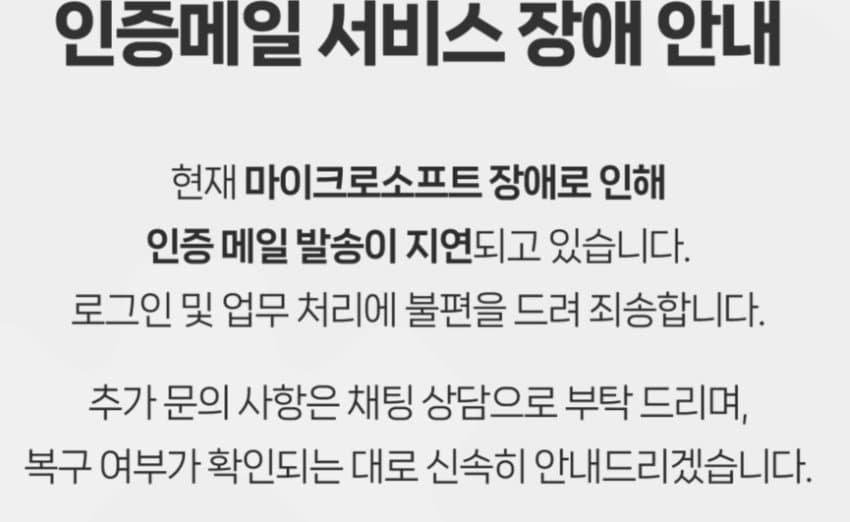 인증메일 서비스 장애 안내
현재 마이크로소프트 장애로 인해
인증 메일 발송이 지연되고 있습니다.
로그인 및 업무 처리에 불편을 드려 죄송합니다.
추가 문의 사항은 채팅 상담으로 부탁 드리며,
복구 여부가 확인되는 대로 신속히 안내드리겠습니다.